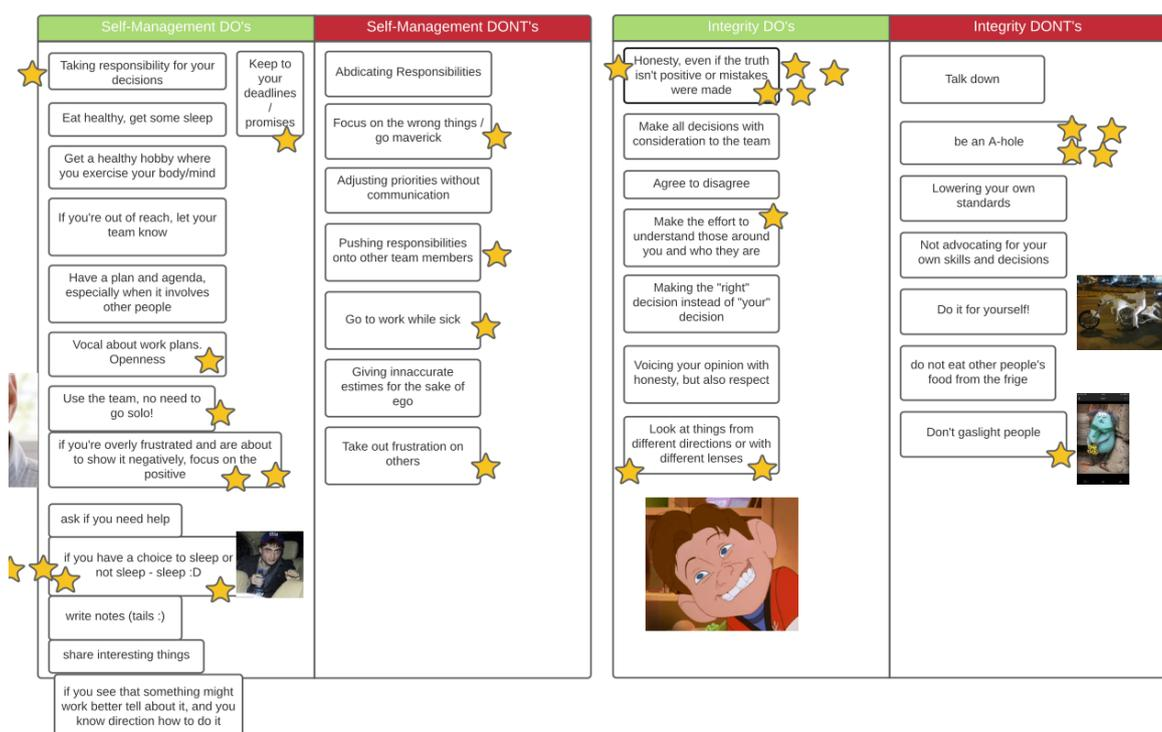 Self-Management DO's
Taking responsibility for your
decisions
Keep to
your
deadlines
/
promises
Eat healthy, get some sleep
Get a healthy hobby where
you exercise your body/mind
If you're out of reach, let your
team know
Have a plan and agenda,
especially when it involves
other people
Vocal about work plans.
Openness
Use the team, no need to
go solo!
if you're overly frustrated and are about
to show it negatively, focus on the
positive
ask if you need help
if you have a choice to sleep or
not sleep - sleep :D
write notes (tails :)
share interesting things
if you see that something might
work better tell about it, and you
know direction how to do it
Self-Management DONT's
Abdicating Responsibilities
Focus on the wrong things /
go maverick
Adjusting priorities without
communication
Pushing responsibilities
onto other team members
Go to work while sick
Giving innaccurate
estimes for the sake of
ego
Take out frustration on
others
Integrity DO's
Honesty, even if the truth
isn't positive or mistakes
were made
Make all decisions with
consideration to the team
Agree to disagree
Make the effort to
understand those around
you and who they are
Making the "right"
decision instead of "your"
decision
Voicing your opinion with
honesty, but also respect
Look at things from
different directions or with
different lenses
Integrity DONT's
Talk down
be an A-hole
Lowering your own
standards
Not advocating for your
own skills and decisions
Do it for yourself!
do not eat other people's
food from the frige
Don't gaslight people